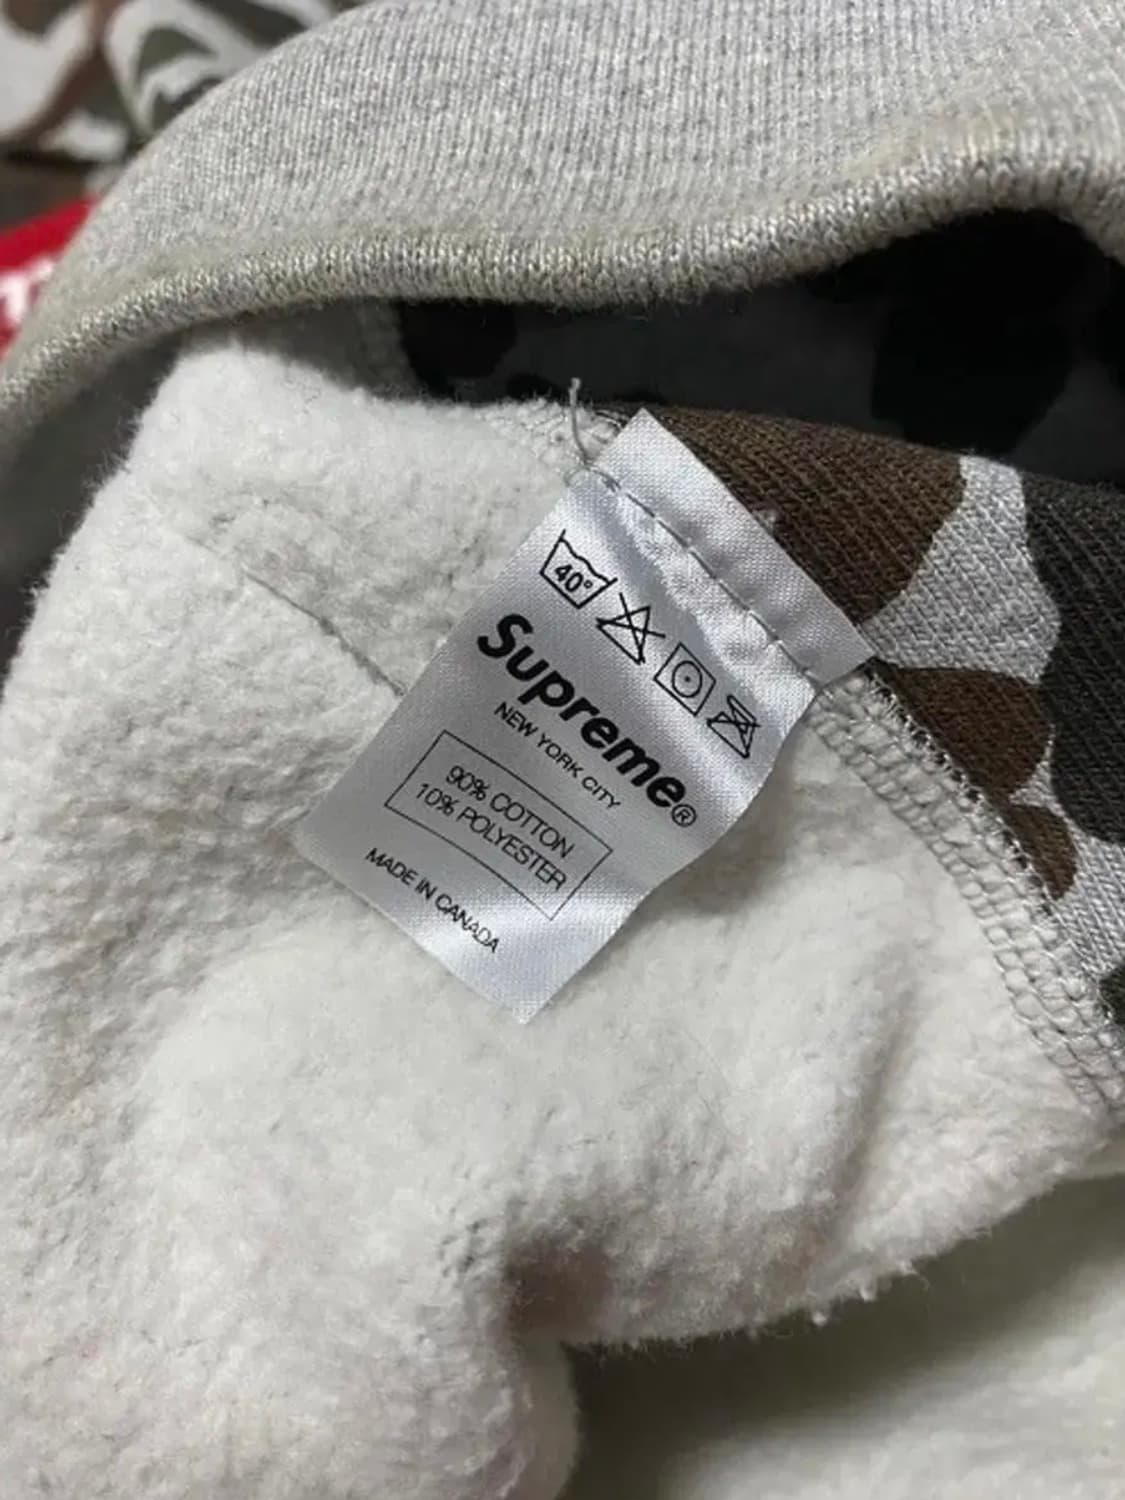 40°
Supreme®
NEW YORK CITY
90% COTTON
10% POLYESTER
MADE IN CANADA